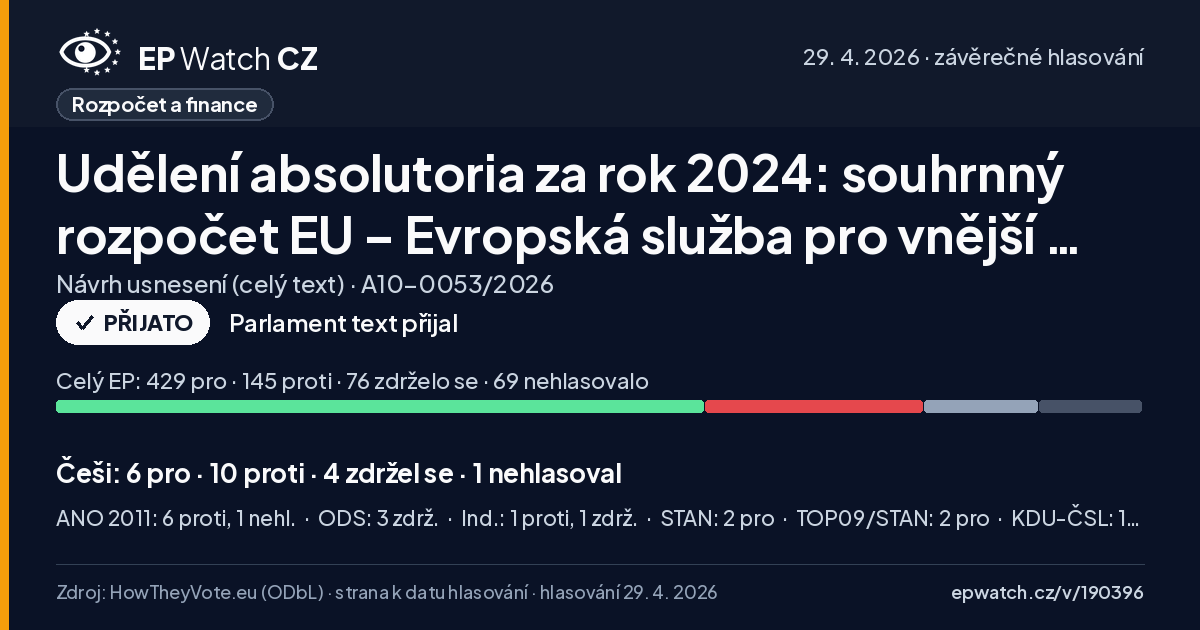 EP Watch CZ
29. 4. 2026 · závěrečné hlasování
Rozpočet a finance
Udělení absolutoria za rok 2024: souhrnný
rozpočet EU – Evropská služba pro vnější …
Návrh usnesení (celý text) · A10–0053/2026
✓ PŘIJATO Parlament text přijal
Celý EP: 429 pro · 145 proti · 76 zdrželo se · 69 nehlasovalo
Češi: 6 pro · 10 proti · 4 zdržel se · 1 nehlasoval
ANO 2011: 6 proti, 1 nehl. · ODS: 3 zdrž. · Ind.: 1 proti, 1 zdrž. · STAN: 2 pro · TOP09/STAN: 2 pro · KDU-ČSL: 1…
Zdroj: HowTheyVote.eu (ODbL) · strana k datu hlasování · hlasování 29. 4. 2026
epwatch.cz/v/190396